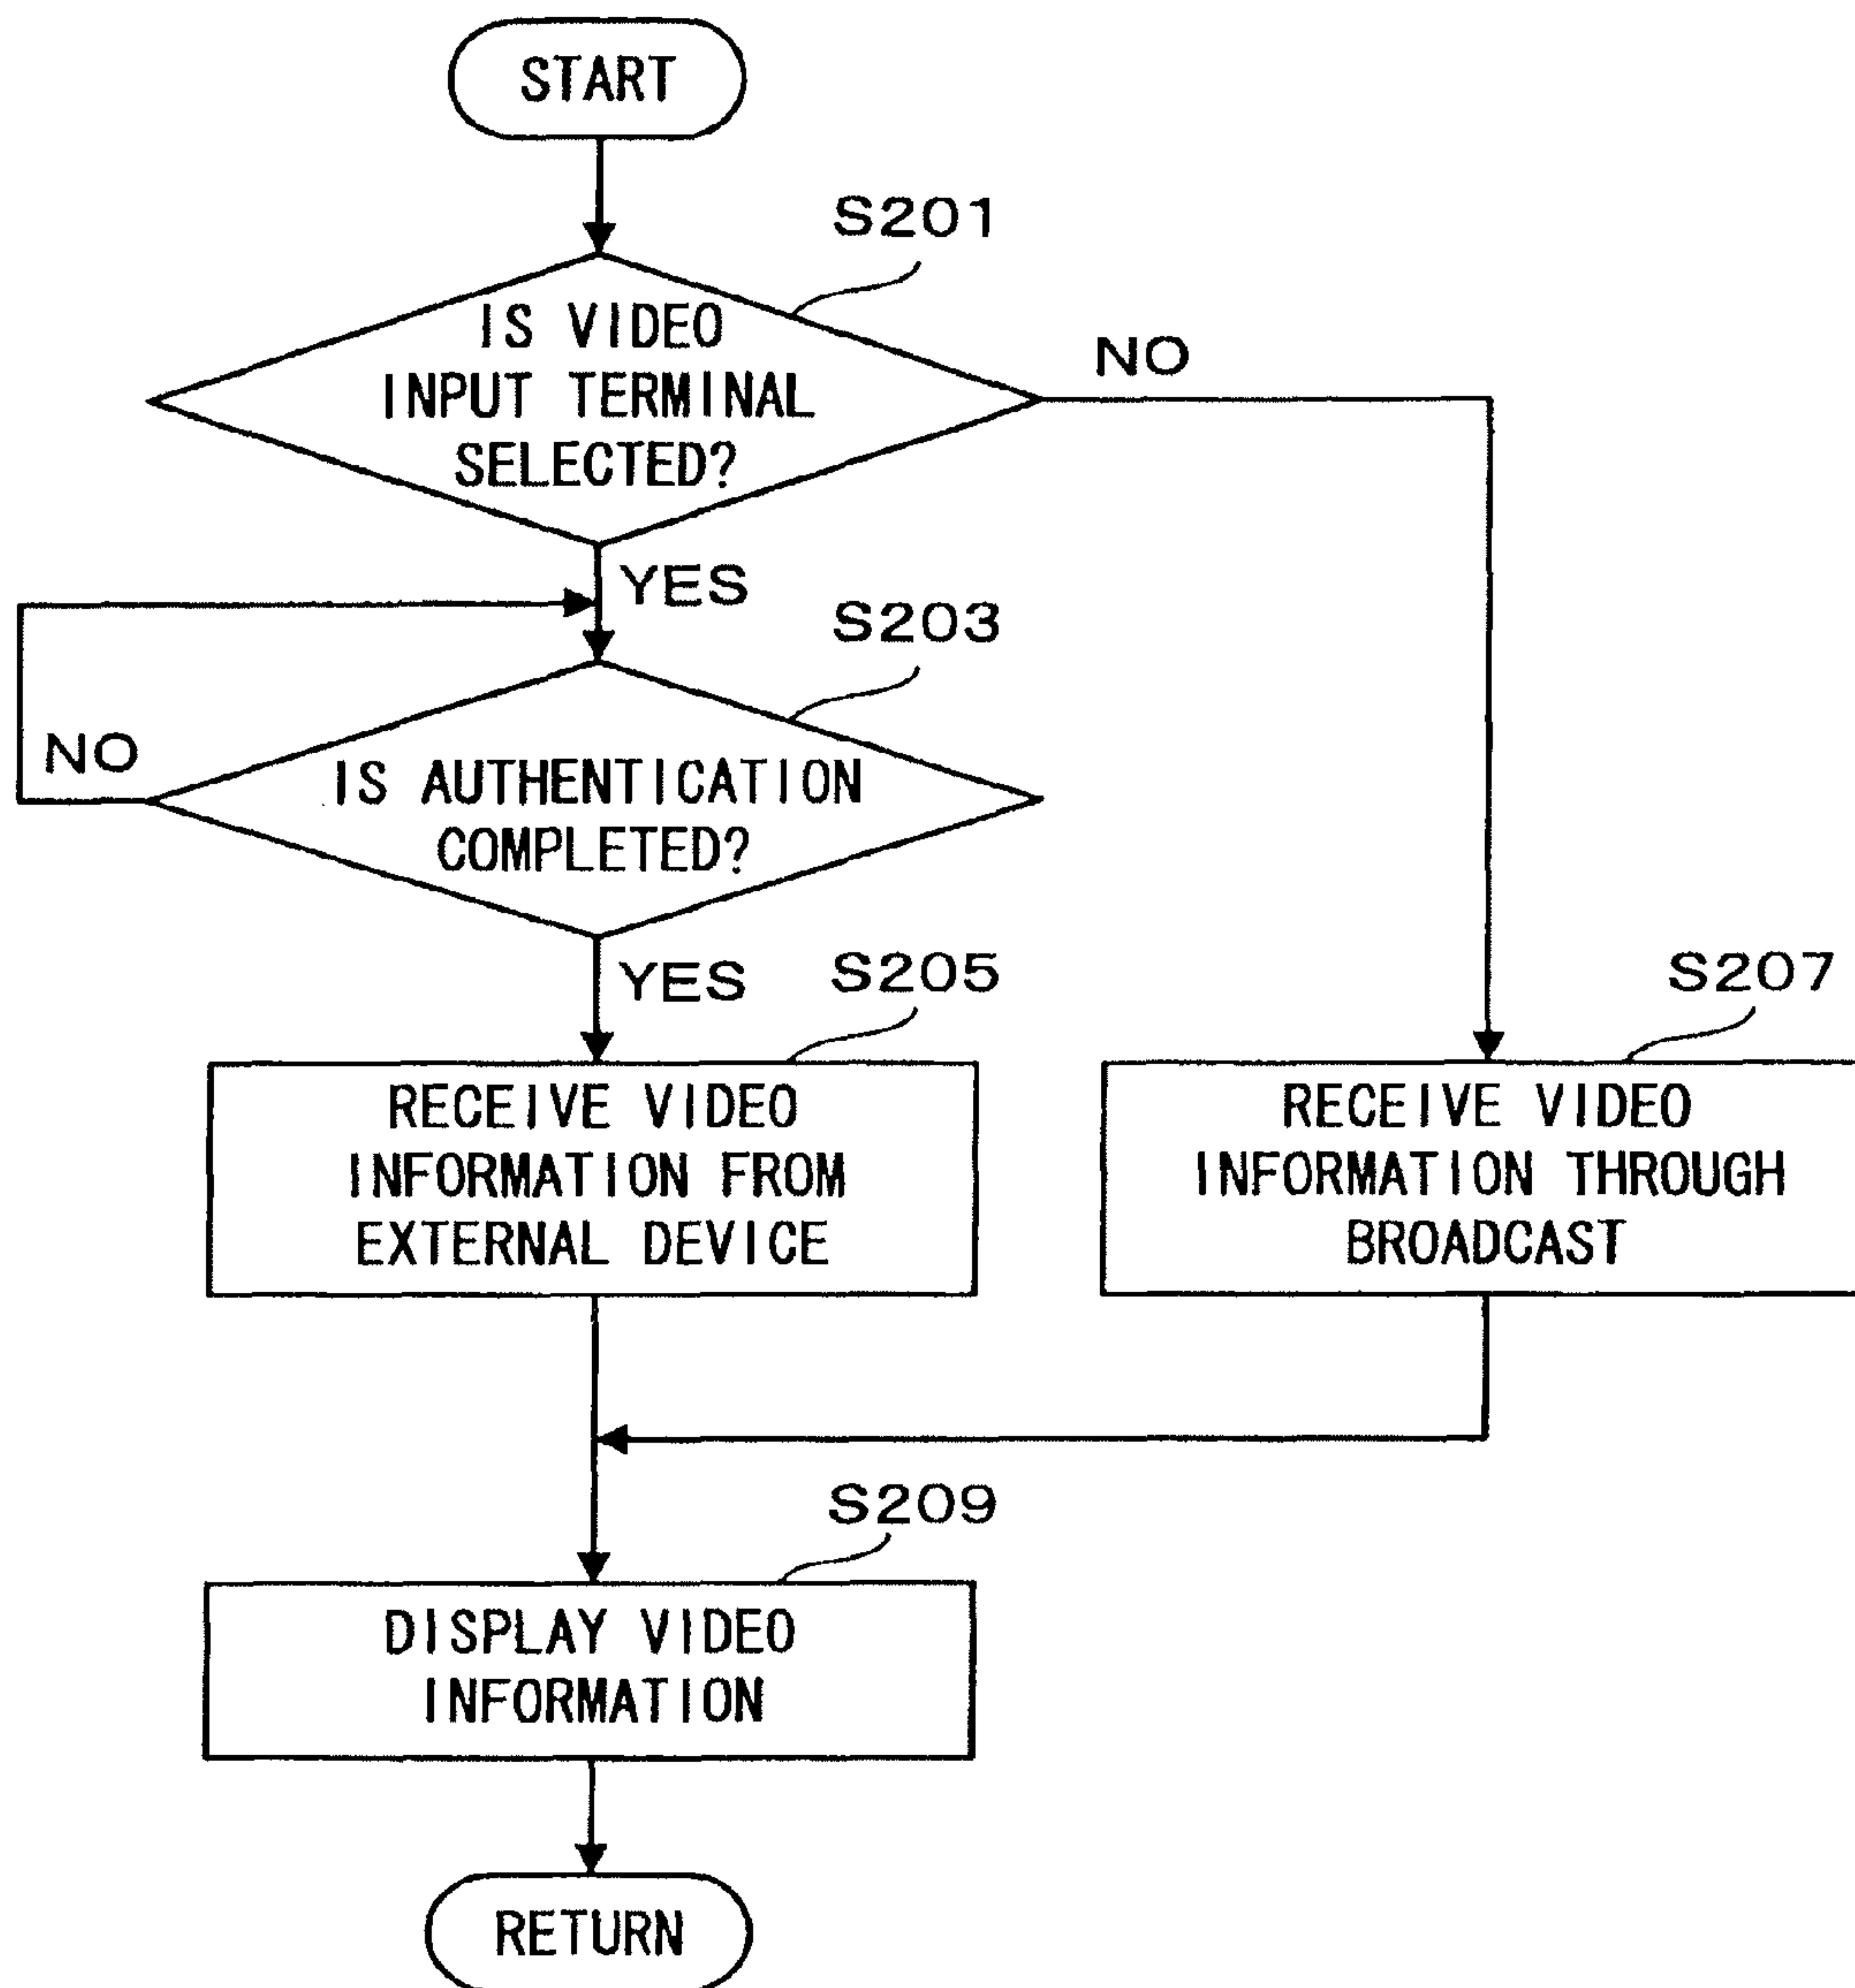 START
S201
IS VIDEO
INPUT TERMINAL
SELECTED?
NO
YES
S203
NO
IS AUTHENTICATION
COMPLETED?
YES
S205
S207
RECEIVE VIDEO
INFORMATION FROM
EXTERNAL DEVICE
RECEIVE VIDEO
INFORMATION THROUGH
BROADCAST
S209
DISPLAY VIDEO
INFORMATION
RETURN